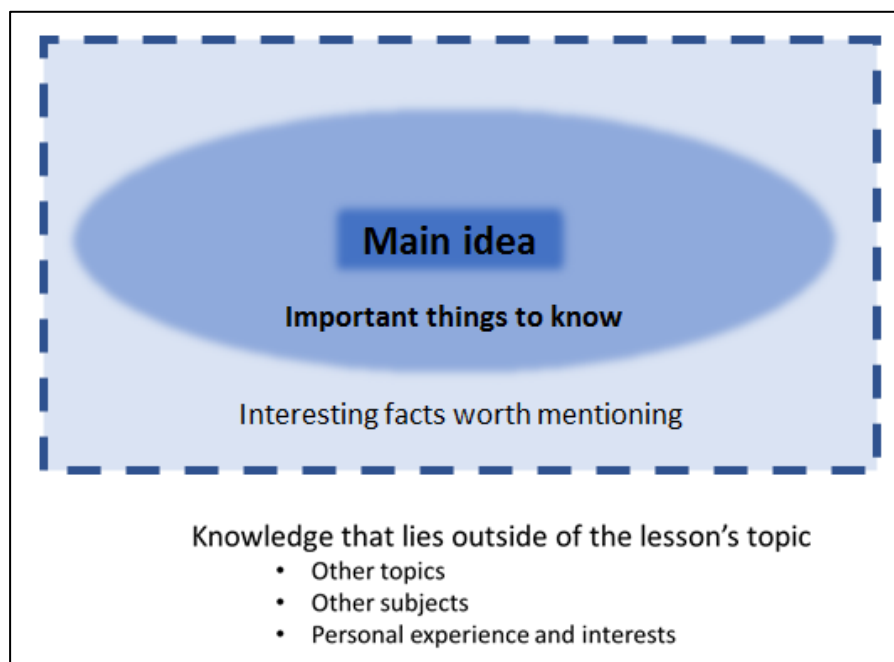 Main idea
Important things to know
Interesting facts worth mentioning
Knowledge that lies outside of the lesson's topic
• Other topics
• Other subjects
• Personal experience and interests